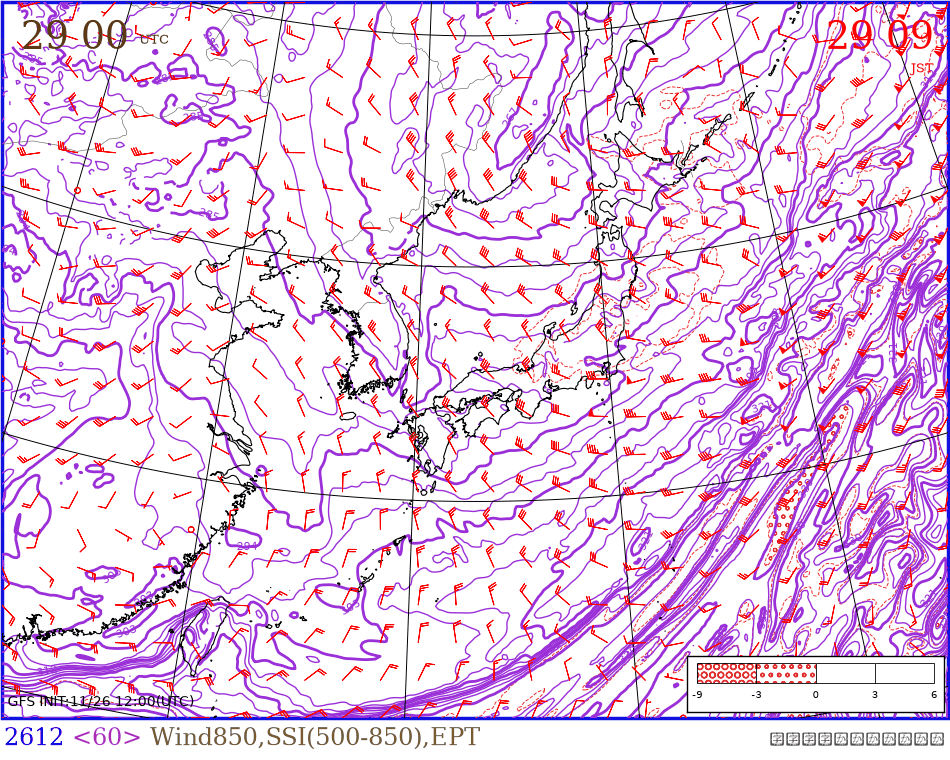 29 00 UTC
29 09
JST
GFS INIT:11/26 12:00(UTC)
-9 -3 0 3 6
2612 <60> Wind850,SSI(500-850),EPT